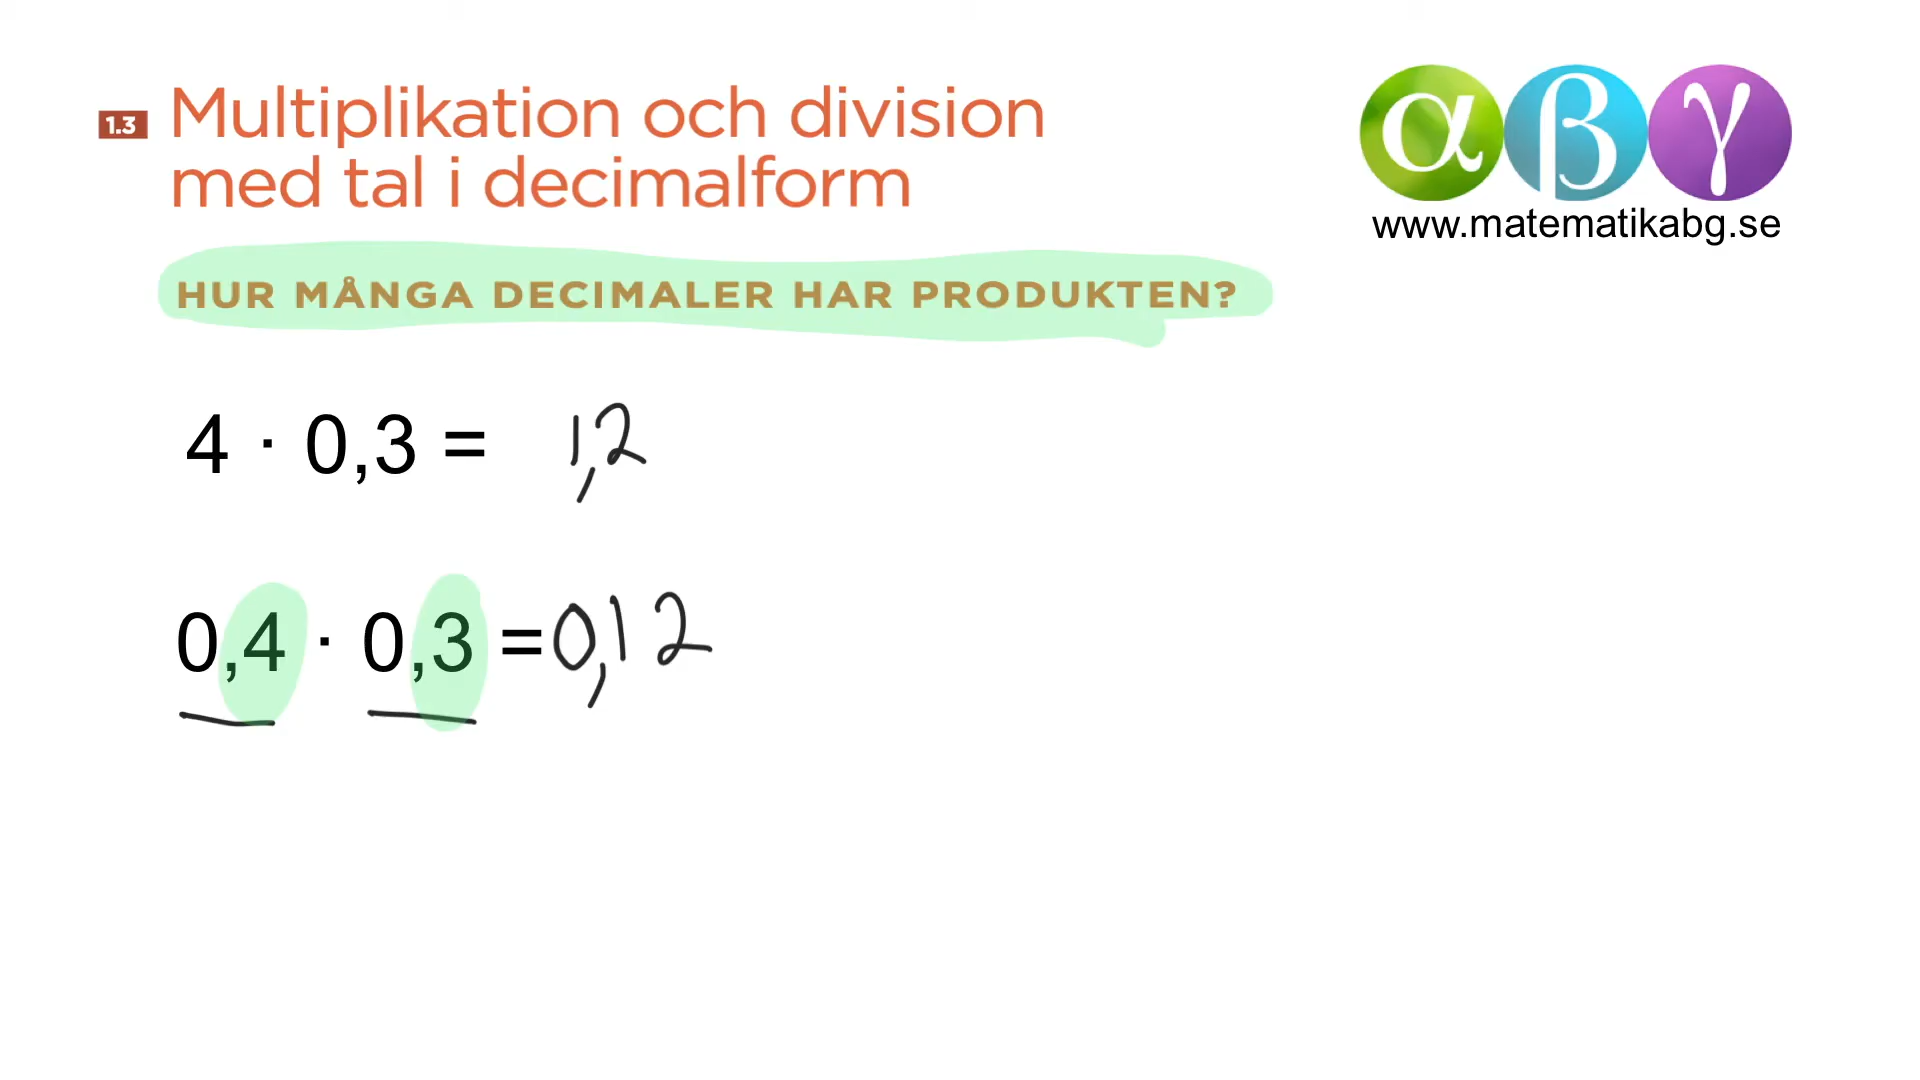 1.3 Multiplikation och division
med tal i decimalform
αβγ
www.matematikabg.se
HUR MÅNGA DECIMALER HAR PRODUKTEN?
4 · 0,3 = 1,2
0,4 · 0,3 = 0,12